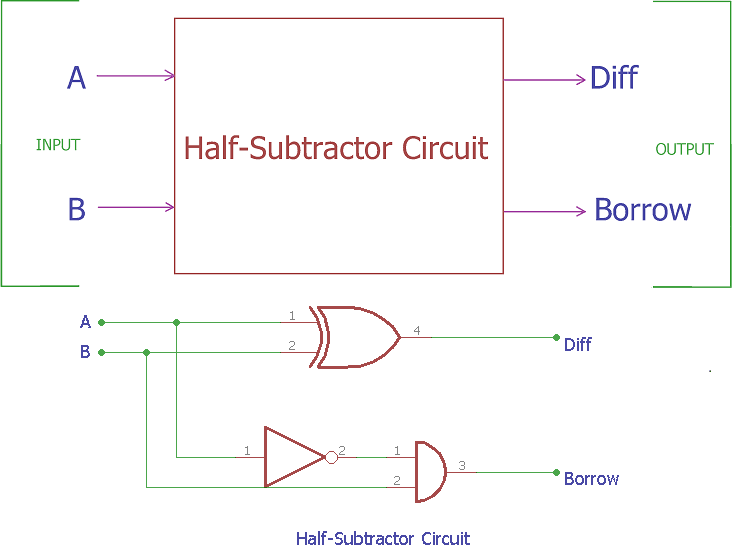 A
Diff
INPUT
Half-Subtractor Circuit
OUTPUT
B
Borrow
A
1
4
B
2
Diff
1
2
1
3
2
Borrow
Half-Subtractor Circuit